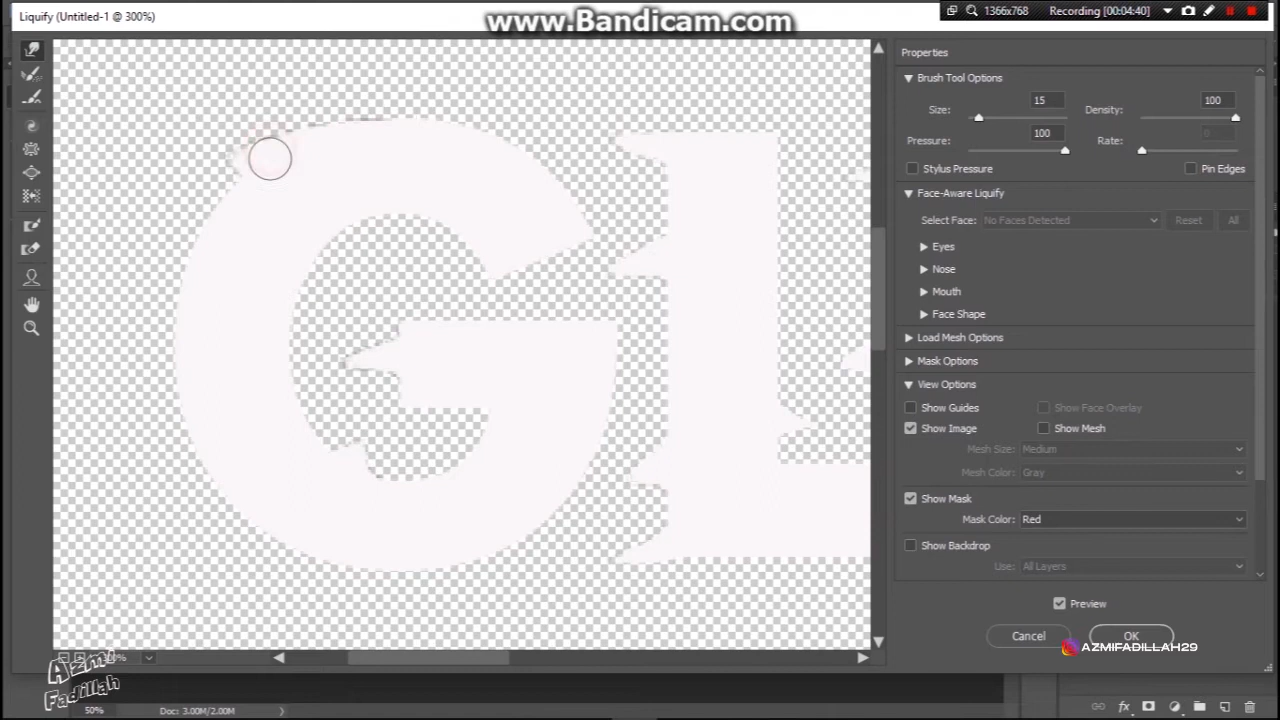 Liquify (Untitled-1 @ 300%)
www.Bandicam.com
1366x768
Recording [00:04:40]
Properties
Brush Tool Options
Size: 15 Density: 100
Pressure: 100 Rate: 0
Stylus Pressure Pin Edges
Face-Aware Liquify
Select Face: No Faces Detected Reset All
Eyes
Nose
Mouth
Face Shape
Load Mesh Options
Mask Options
View Options
Show Guides Show Face Overlay
Show Image Show Mesh
Mesh Size: Medium
Mesh Color: Gray
Show Mask
Mask Color: Red
Show Backdrop
Use: All Layers
Preview
Cancel OK
AZMIFADILLAH29
G
Azmi
Fadillah
50% Doc: 3.00M/2.00M
fx